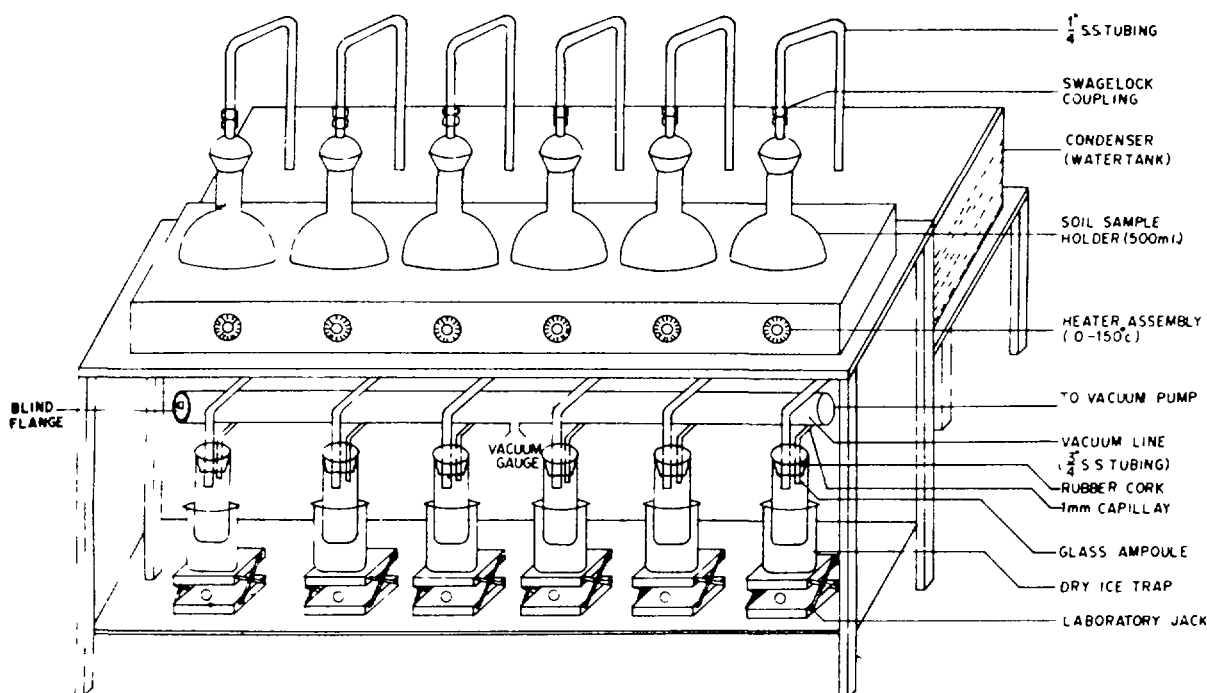 1/4" S.S TUBING
SWAGELOCK
COUPLING
CONDENSER
(WATERTANK)
SOIL SAMPLE
HOLDER (500ml.)
HEATER ASSEMBLY
(0-150°c)
BLIND
FLANGE
TO VACUUM PUMP
VACUUM
GAUGE
VACUUM LINE
(3/4" S S TUBING)
RUBBER CORK
1mm CAPILLAY
GLASS AMPOULE
DRY ICE TRAP
LABORATORY JACK